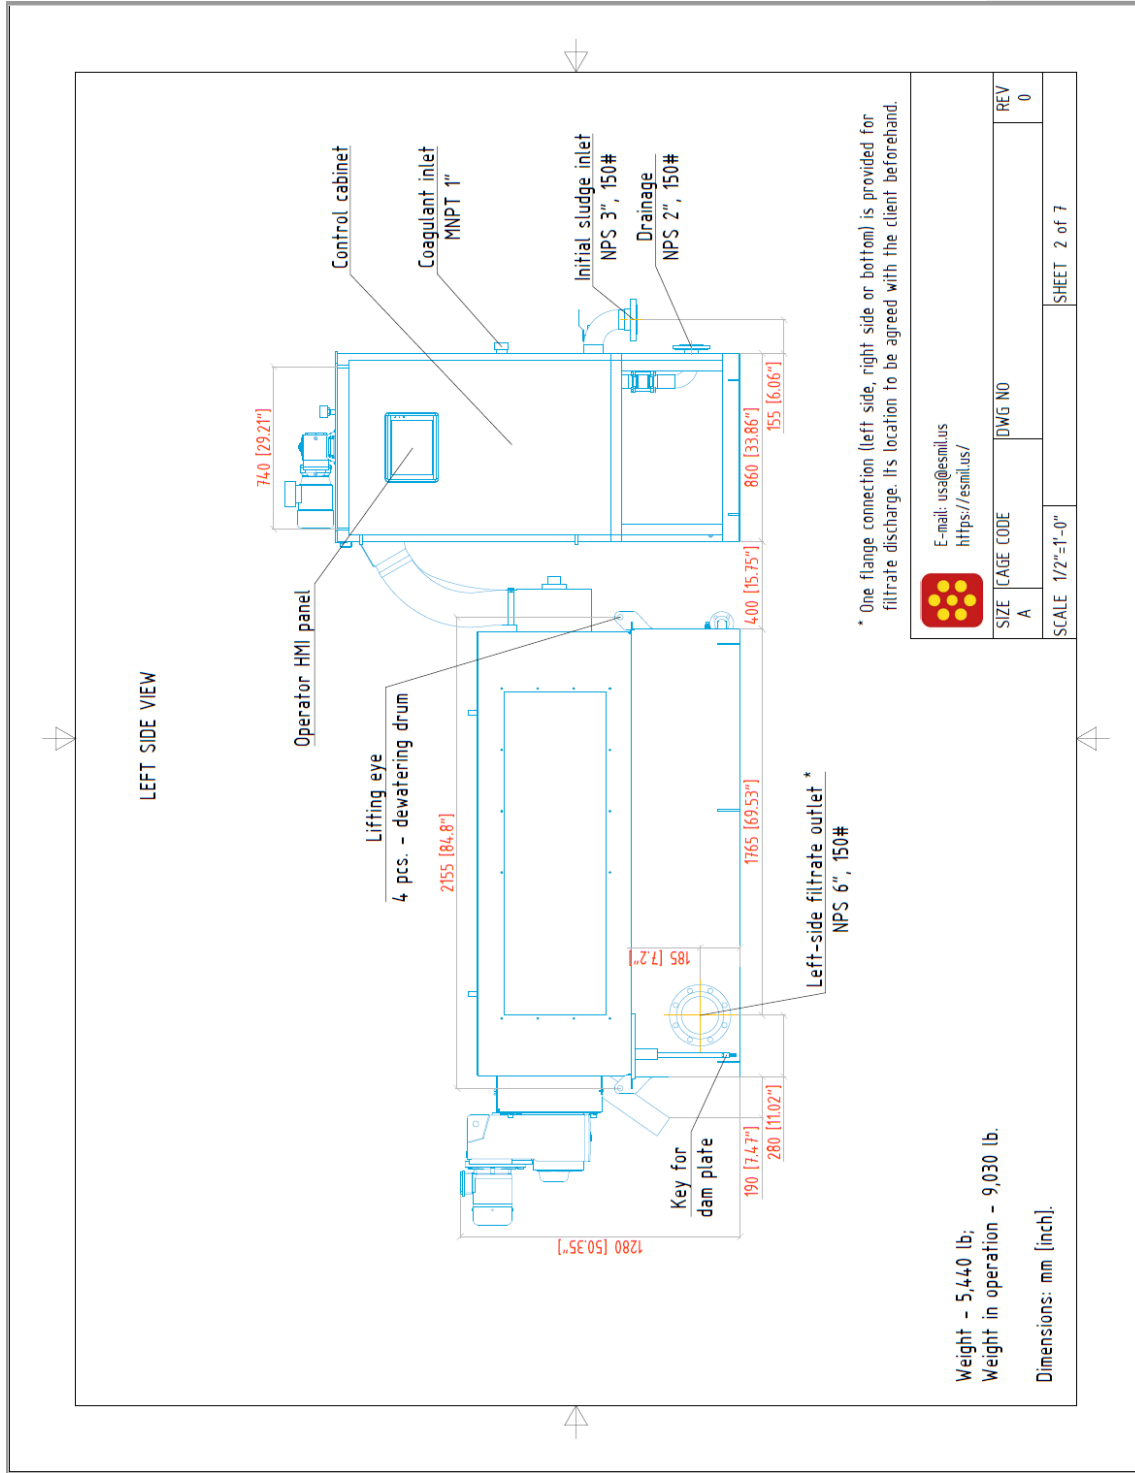 LEFT SIDE VIEW
Control cabinet
Coagulant inlet
MNPT 1"
Initial sludge inlet
NPS 3", 150#
Drainage
NPS 2", 150#
Operator HMI panel
Lifting eye
4 pcs. - dewatering drum
Left-side filtrate outlet *
NPS 6", 150#
Key for
dam plate
740 [29.21"]
2155 [84.8"]
1280 [50.35"]
185 [7.2"]
190 [7.47"]
280 [11.02"]
1765 [69.53"]
400 [15.75"]
860 [33.86"]
155 [6.06"]
* One flange connection (left side, right side or bottom) is provided for
filtrate discharge. Its location to be agreed with the client beforehand.
Weight - 5,440 lb;
Weight in operation - 9,030 lb.
Dimensions: mm [inch].
E-mail: usa@esmil.us
https://esmil.us/
SIZE
A
CAGE CODE
DWG NO
REV
0
SCALE 1/2"=1'-0"
SHEET 2 of 7